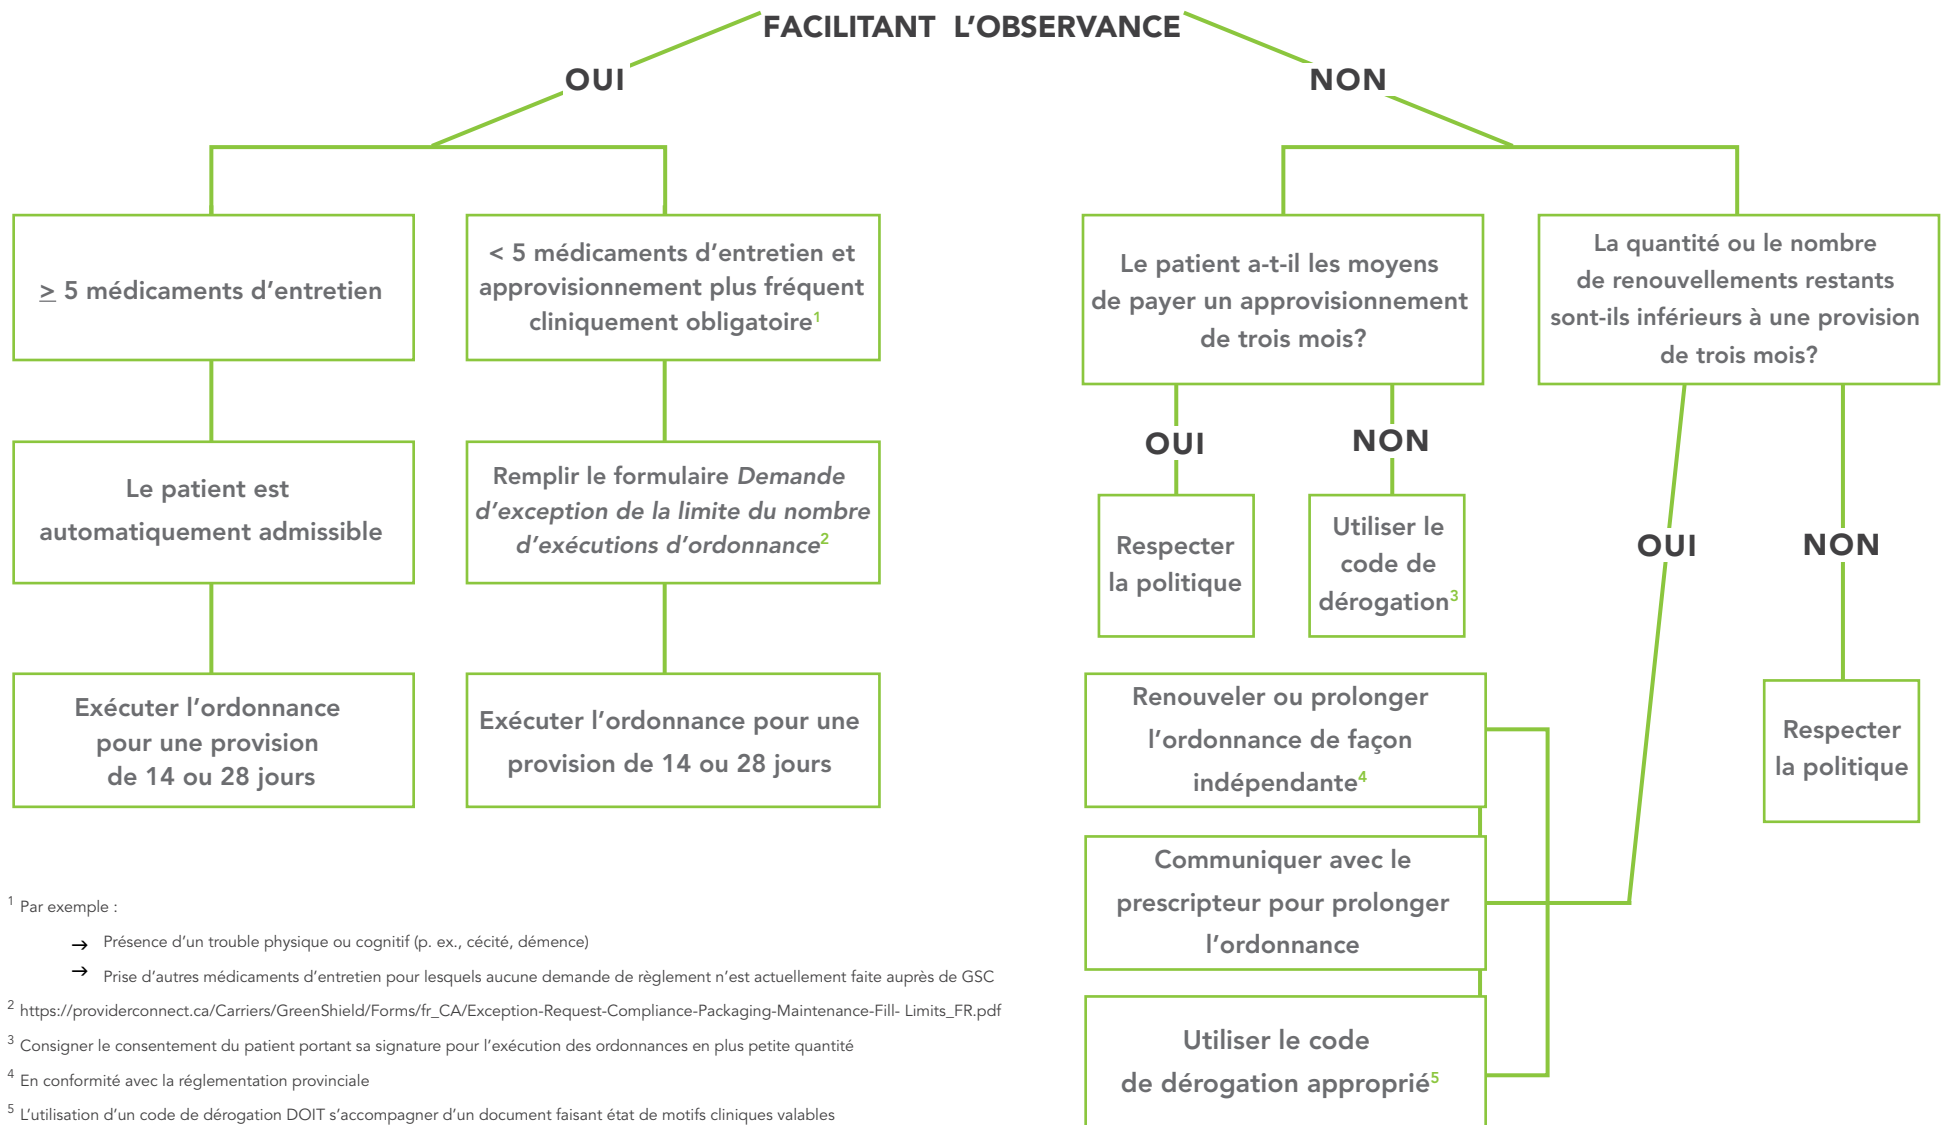 FACILITANT L’OBSERVANCE
OUI
NON
≥ 5 médicaments d’entretien
< 5 médicaments d’entretien et
approvisionnement plus fréquent
cliniquement obligatoire¹
Le patient a-t-il les moyens
de payer un approvisionnement
de trois mois?
La quantité ou le nombre
de renouvellements restants
sont-ils inférieurs à une provision
de trois mois?
Le patient est
automatiquement admissible
Remplir le formulaire Demande
d’exception de la limite du nombre
d’exécutions d’ordonnance²
OUI
NON
Respecter
la politique
Utiliser le
code de
dérogation³
OUI
NON
Exécuter l’ordonnance
pour une provision
de 14 ou 28 jours
Exécuter l’ordonnance pour une
provision de 14 ou 28 jours
Renouveler ou prolonger
l’ordonnance de façon
indépendante⁴
Respecter
la politique
Communiquer avec le
prescripteur pour prolonger
l’ordonnance
Utiliser le code
de dérogation approprié⁵
¹ Par exemple :
→ Présence d’un trouble physique ou cognitif (p. ex., cécité, démence)
→ Prise d’autres médicaments d’entretien pour lesquels aucune demande de règlement n’est actuellement faite auprès de GSC
² https://providerconnect.ca/Carriers/GreenShield/Forms/fr_CA/Exception-Request-Compliance-Packaging-Maintenance-Fill- Limits_FR.pdf
³ Consigner le consentement du patient portant sa signature pour l’exécution des ordonnances en plus petite quantité
⁴ En conformité avec la réglementation provinciale
⁵ L’utilisation d’un code de dérogation DOIT s’accompagner d’un document faisant état de motifs cliniques valables